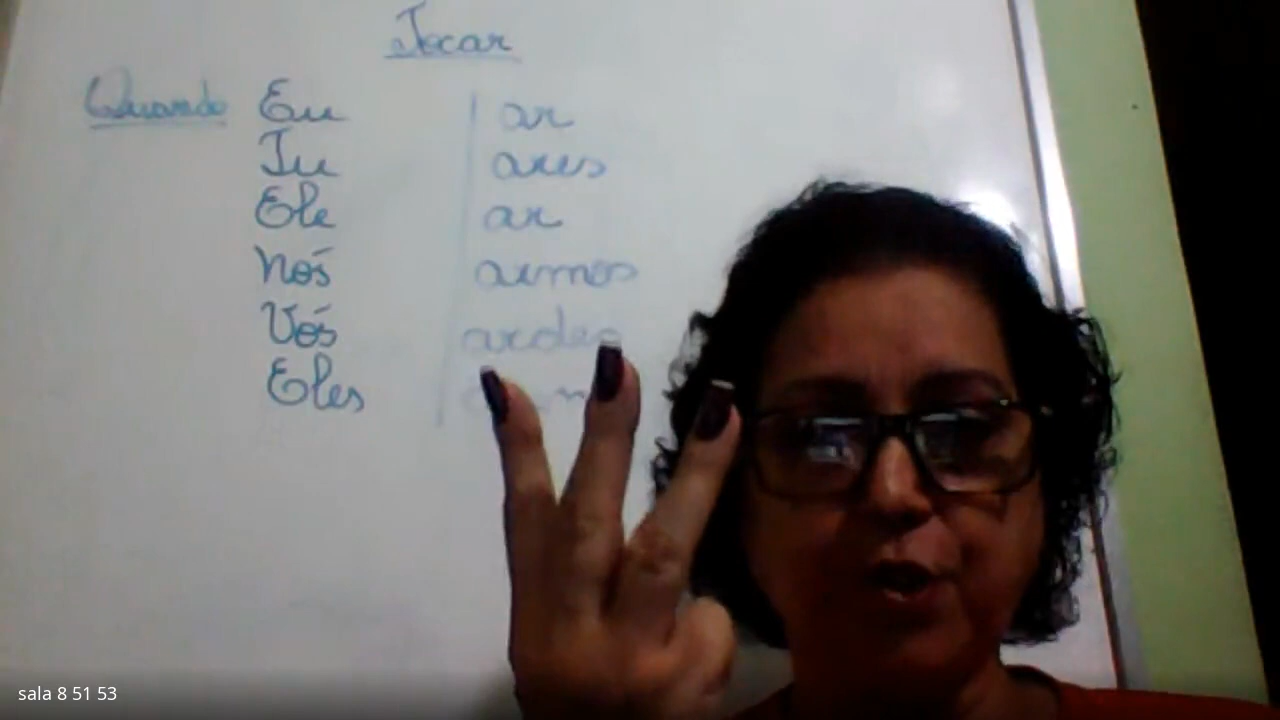 Tocar
Quando Eu ar
Tu ares
Ele ar
Nós armos
Vós ardes
Eles
sala 8 51 53